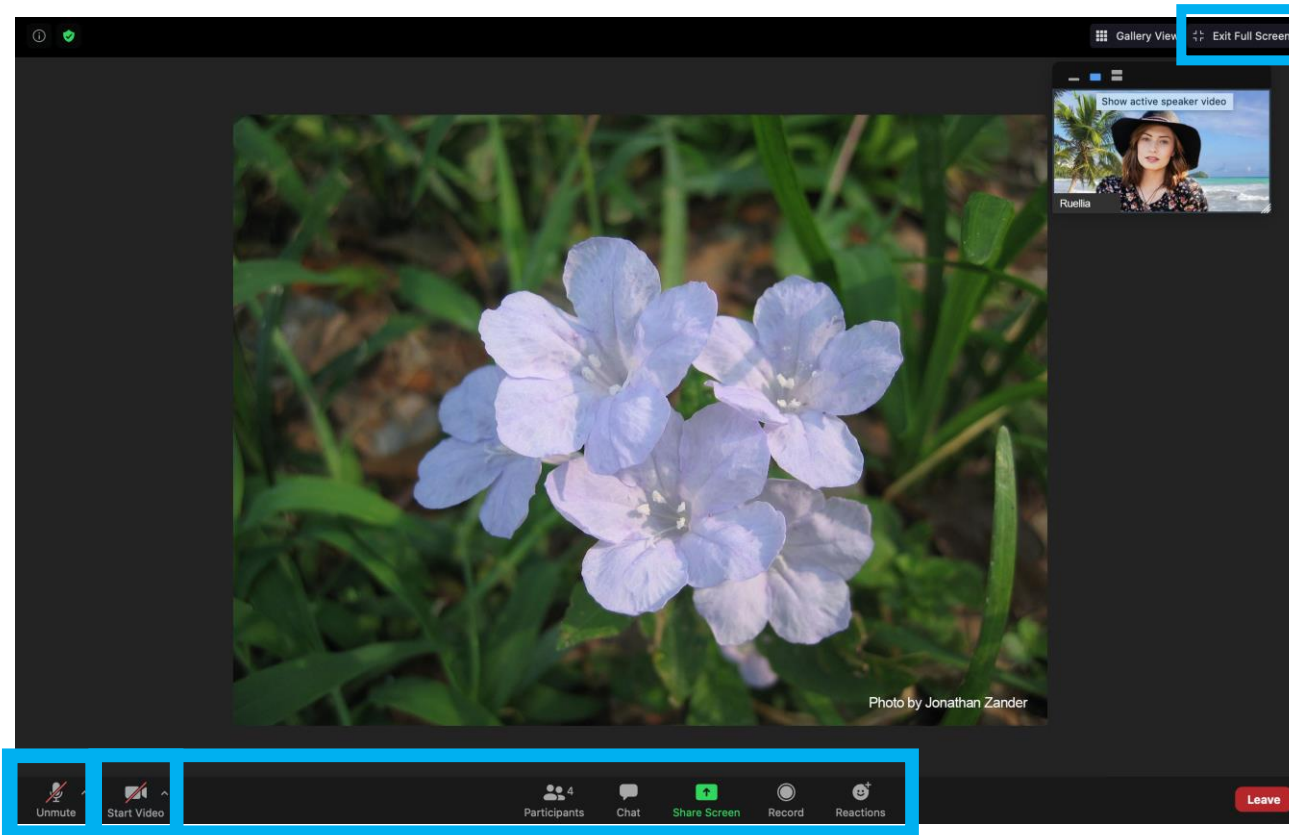 Gallery View
Exit Full Screen
Show active speaker video
Ruellia
Photo by Jonathan Zander
Unmute
Start Video
Participants
4
Chat
Share Screen
Record
Reactions
Leave